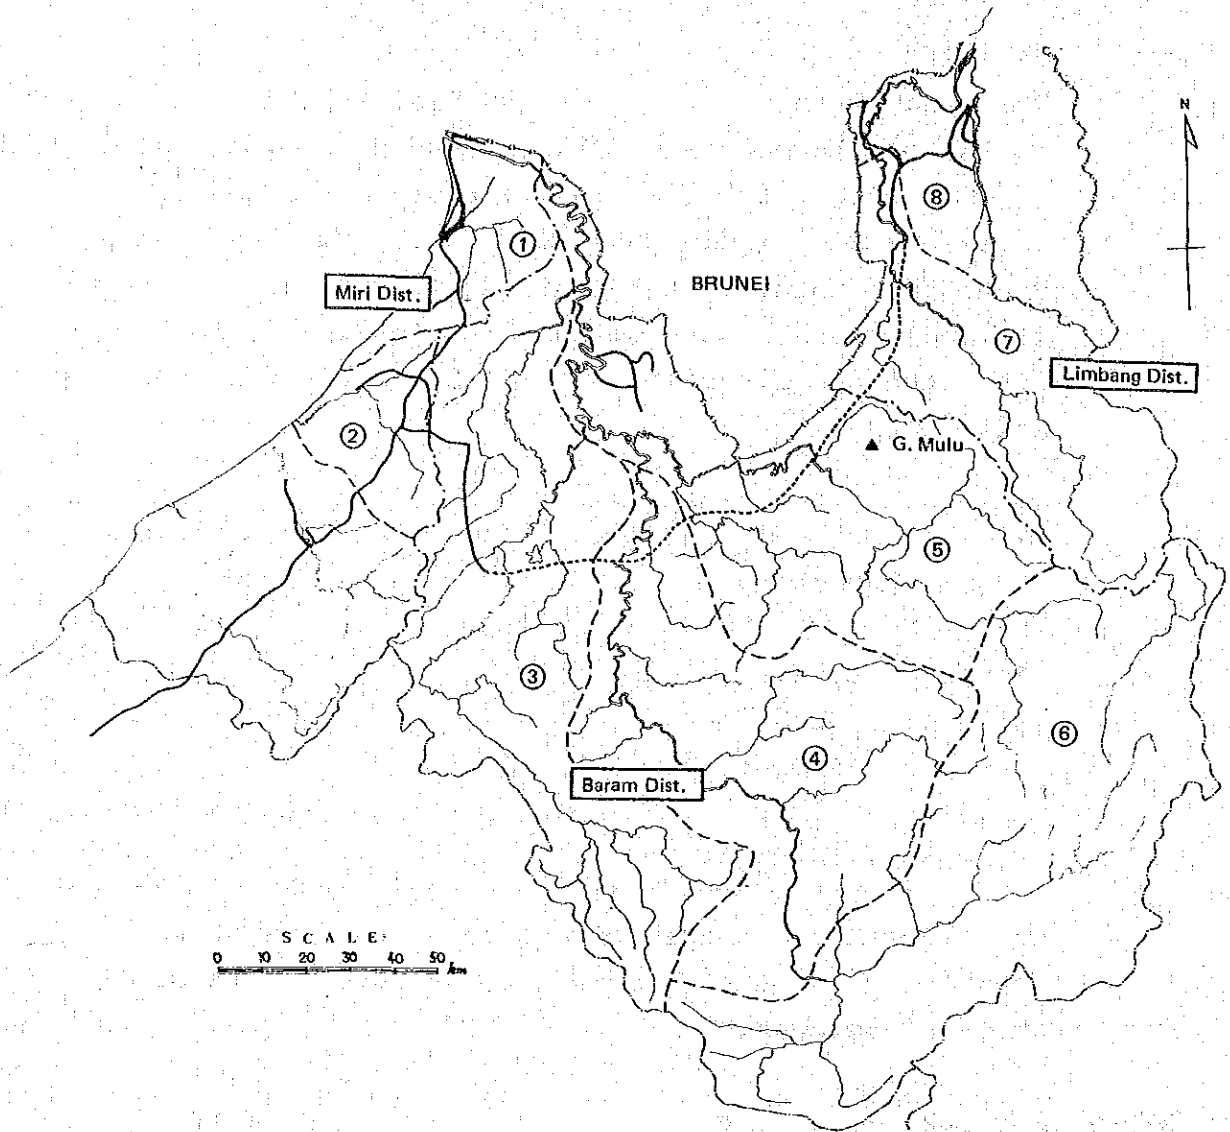 N
⑧
①
BRUNEI
Miri Dist.
⑦
Limbang Dist.
②
▲ G. Mulu
⑤
③
⑥
④
Baram Dist.
SCALE
0 10 20 30 40 50 km